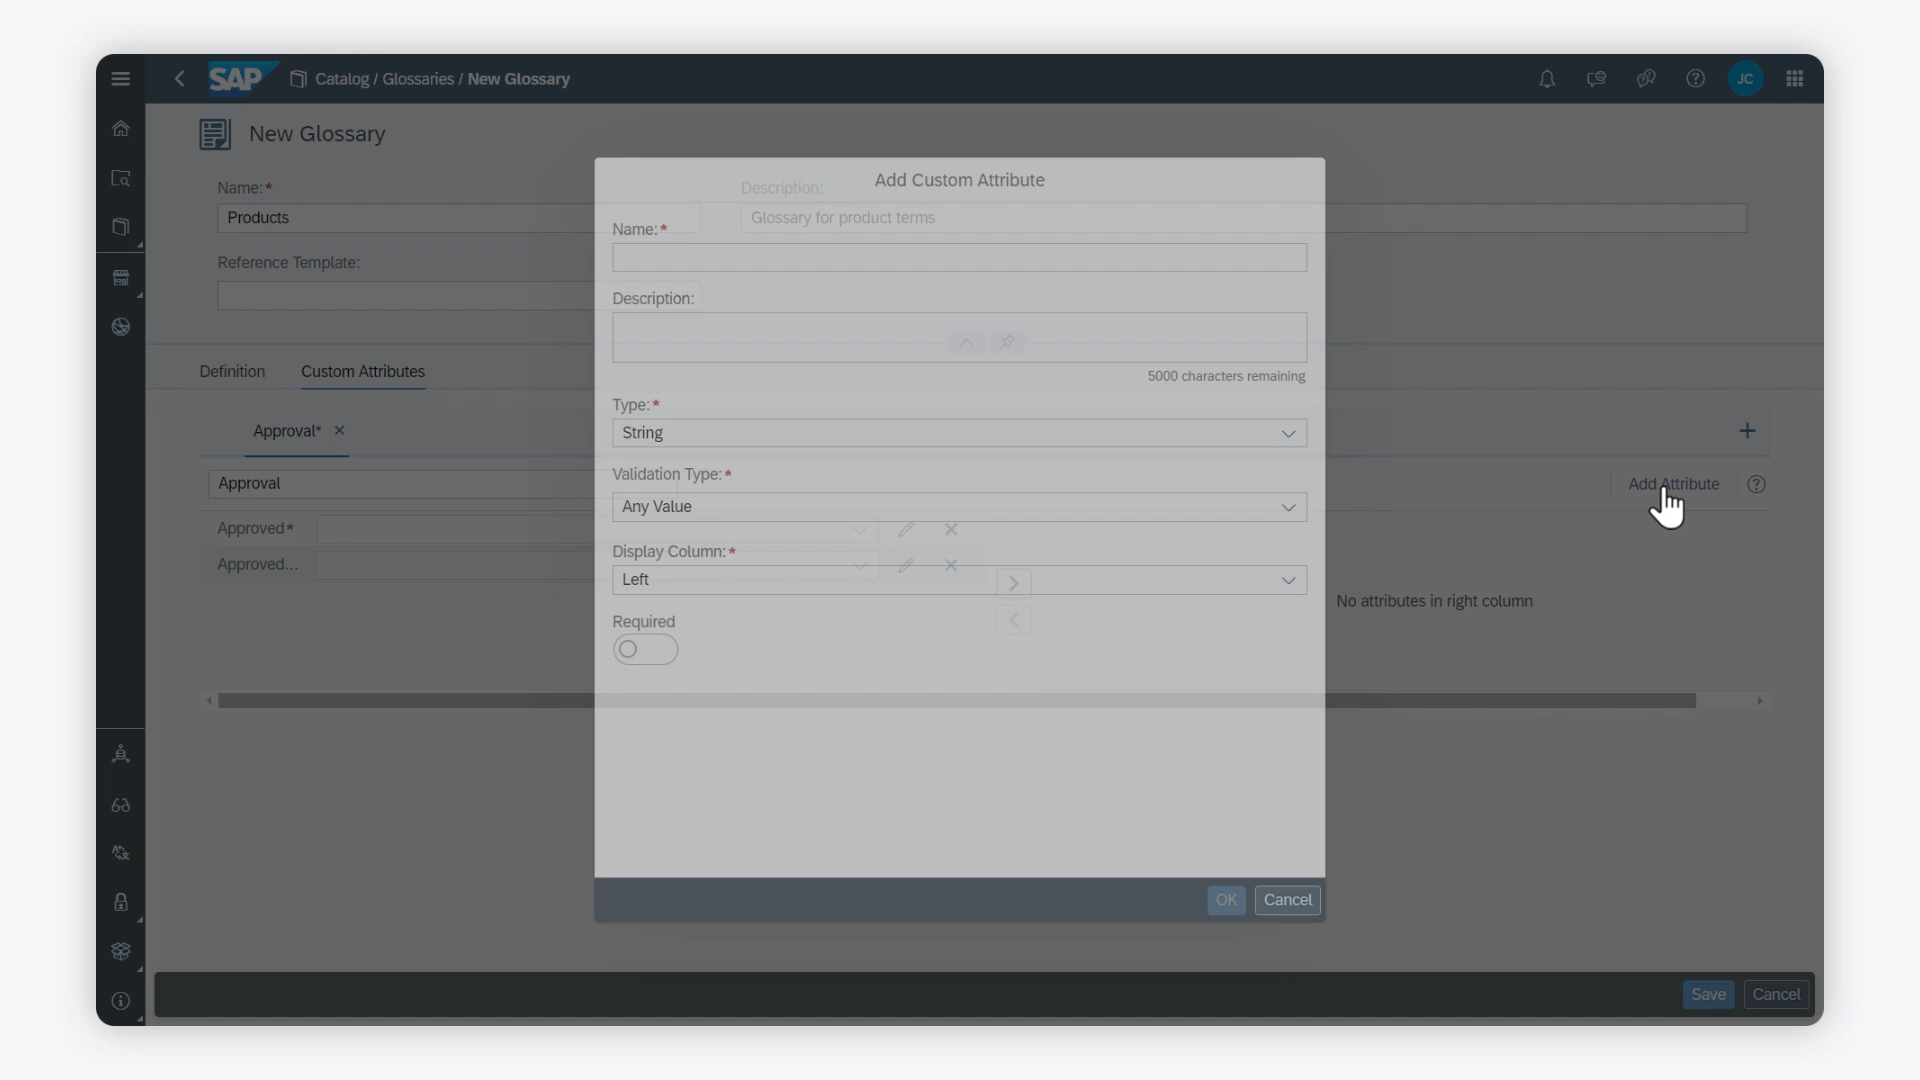 SAP Catalog / Glossaries / New Glossary JC
New Glossary
Name:*
Products
Description:
Glossary for product terms
Reference Template:
Definition Custom Attributes
Approval*
Approval
Add Attribute
Approved*
Approved...
No attributes in right column
Add Custom Attribute
Name:*
Description:
5000 characters remaining
Type:*
String
Validation Type:*
Any Value
Display Column:*
Left
Required
OK Cancel
Save Cancel